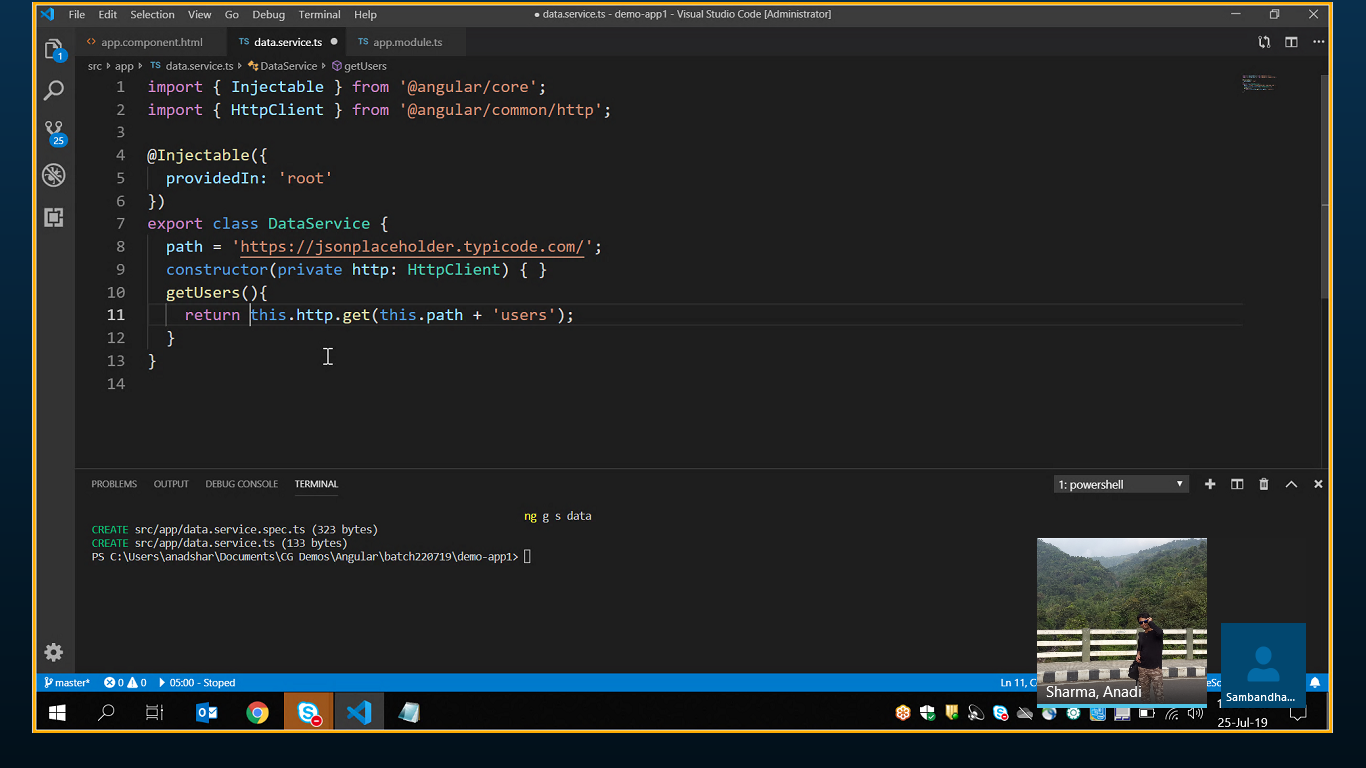 File Edit Selection View Go Debug Terminal Help
● data.service.ts - demo-app1 - Visual Studio Code [Administrator]
app.component.html
TS data.service.ts ●
TS app.module.ts
src › app › TS data.service.ts › DataService › getUsers
1 import { Injectable } from '@angular/core';
2 import { HttpClient } from '@angular/common/http';
3
4 @Injectable({
5 providedIn: 'root'
6 })
7 export class DataService {
8 path = 'https://jsonplaceholder.typicode.com/';
9 constructor(private http: HttpClient) { }
10 getUsers(){
11 return this.http.get(this.path + 'users');
12 }
13 }
14
1
25
PROBLEMS OUTPUT DEBUG CONSOLE TERMINAL
1: powershell
ng g s data
CREATE src/app/data.service.spec.ts (323 bytes)
CREATE src/app/data.service.ts (133 bytes)
PS C:\Users\anadshar\Documents\CG Demos\Angular\batch220719\demo-app1>
Sharma, Anadi
Sambandha...
master* 0 0 05:00 - Stoped
Ln 11,
25-Jul-19